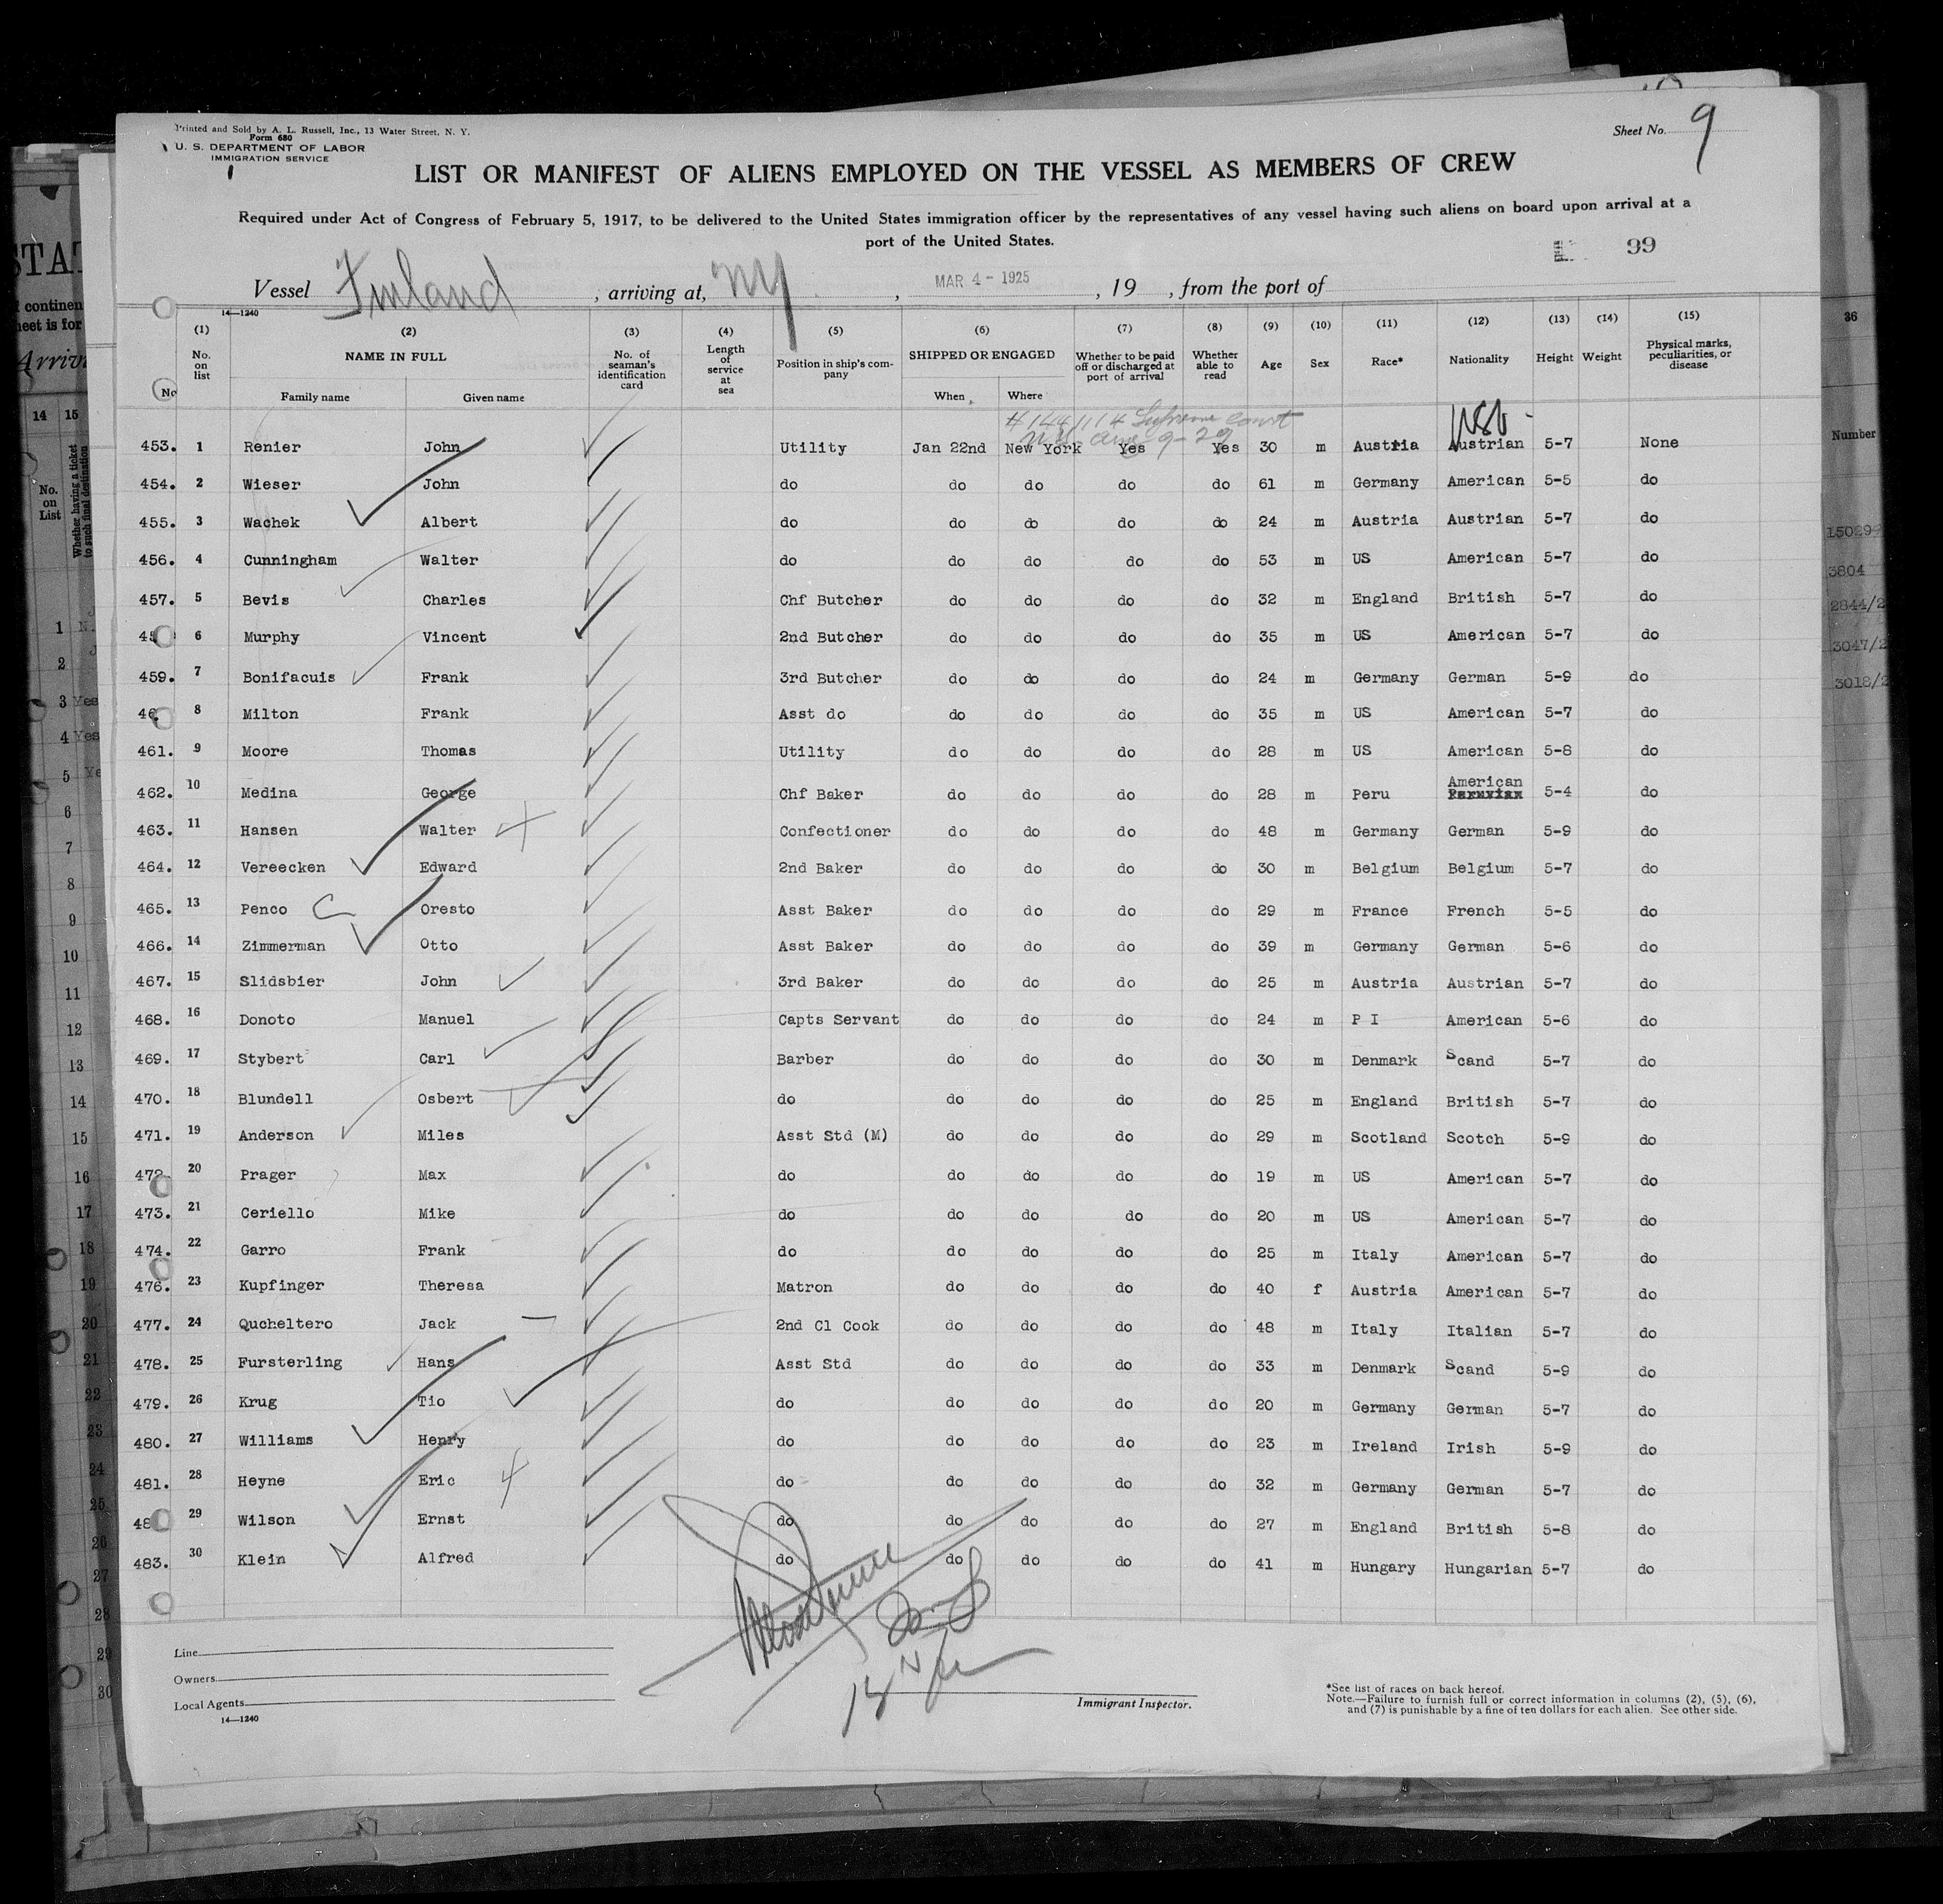 Printed and Sold by A. L. Russell, Inc., 13 Water Street, N. Y.
Form 680
U. S. DEPARTMENT OF LABOR
IMMIGRATION SERVICE
Sheet No. 9
LIST OR MANIFEST OF ALIENS EMPLOYED ON THE VESSEL AS MEMBERS OF CREW
Required under Act of Congress of February 5, 1917, to be delivered to the United States immigration officer by the representatives of any vessel having such aliens on board upon arrival at a
port of the United States.
99
Vessel Finland, arriving at, NY, MAR 4 - 1925, 19 , from the port of
14—1240
(1) (2) (3) (4) (5) (6) (7) (8) (9) (10) (11) (12) (13) (14) (15)
No. on list NAME IN FULL No. of seaman's identification card Length of service at sea Position in ship's company SHIPPED OR ENGAGED Whether to be paid off or discharged at port of arrival Whether able to read Age Sex Race* Nationality Height Weight Physical marks, peculiarities, or disease
Family name Given name When Where
Supreme Court
USA
453. 1 Renier John Utility Jan 22nd New York Yes Yes 30 m Austria Austrian 5-7 None
454. 2 Wieser John do do do do do 61 m Germany American 5-5 do
455. 3 Wachek Albert do do do do do 24 m Austria Austrian 5-7 do
456. 4 Cunningham Walter do do do do do 53 m US American 5-7 do
457. 5 Bevis Charles Chf Butcher do do do do 32 m England British 5-7 do
6 Murphy Vincent 2nd Butcher do do do do 35 m US American 5-7 do
459. 7 Bonifacuis Frank 3rd Butcher do do do do 24 m Germany German 5-9 do
8 Milton Frank Asst do do do do do 35 m US American 5-7 do
461. 9 Moore Thomas Utility do do do do 28 m US American 5-8 do
462. 10 Medina George Chf Baker do do do do 28 m Peru American Peruvian 5-4 do
463. 11 Hansen Walter Confectioner do do do do 48 m Germany German 5-9 do
464. 12 Vereecken Edward 2nd Baker do do do do 30 m Belgium Belgium 5-7 do
465. 13 Penco C Oresto Asst Baker do do do do 29 m France French 5-5 do
466. 14 Zimmerman Otto Asst Baker do do do do 39 m Germany German 5-6 do
467. 15 Slidsbier John 3rd Baker do do do do 25 m Austria Austrian 5-7 do
468. 16 Donoto Manuel Capts Servant do do do do 24 m P I American 5-6 do
469. 17 Stybert Carl Barber do do do do 30 m Denmark Scand 5-7 do
470. 18 Blundell Osbert do do do do do 25 m England British 5-7 do
471. 19 Anderson Miles Asst Std (M) do do do do 29 m Scotland Scotch 5-9 do
472. 20 Prager Max do do do do do 19 m US American 5-7 do
473. 21 Ceriello Mike do do do do do 20 m US American 5-7 do
474. 22 Garro Frank do do do do do 25 m Italy American 5-7 do
476. 23 Kupfinger Theresa Matron do do do do 40 f Austria American 5-7 do
477. 24 Qucheltero Jack 2nd Cl Cook do do do do 48 m Italy Italian 5-7 do
478. 25 Fursterling Hans Asst Std do do do do 33 m Denmark Scand 5-9 do
479. 26 Krug Tio do do do do do 20 m Germany German 5-7 do
480. 27 Williams Henry do do do do do 23 m Ireland Irish 5-9 do
481. 28 Heyne Eric do do do do do 32 m Germany German 5-7 do
29 Wilson Ernst do do do do do 27 m England British 5-8 do
483. 30 Klein Alfred do do do do do 41 m Hungary Hungarian 5-7 do
Line
Owners
Local Agents
14—1240
Immigrant Inspector.
*See list of races on back hereof.
Note.—Failure to furnish full or correct information in columns (2), (5), (6),
and (7) is punishable by a fine of ten dollars for each alien. See other side.